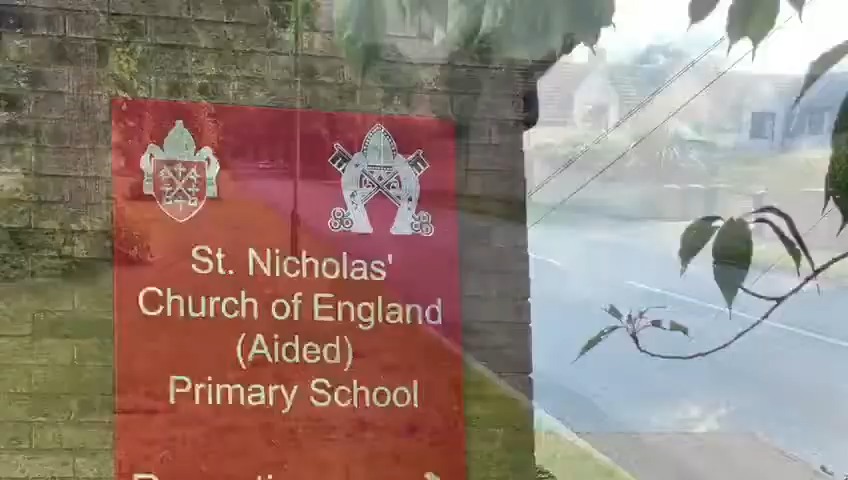 St. Nicholas'
Church of England
(Aided)
Primary School